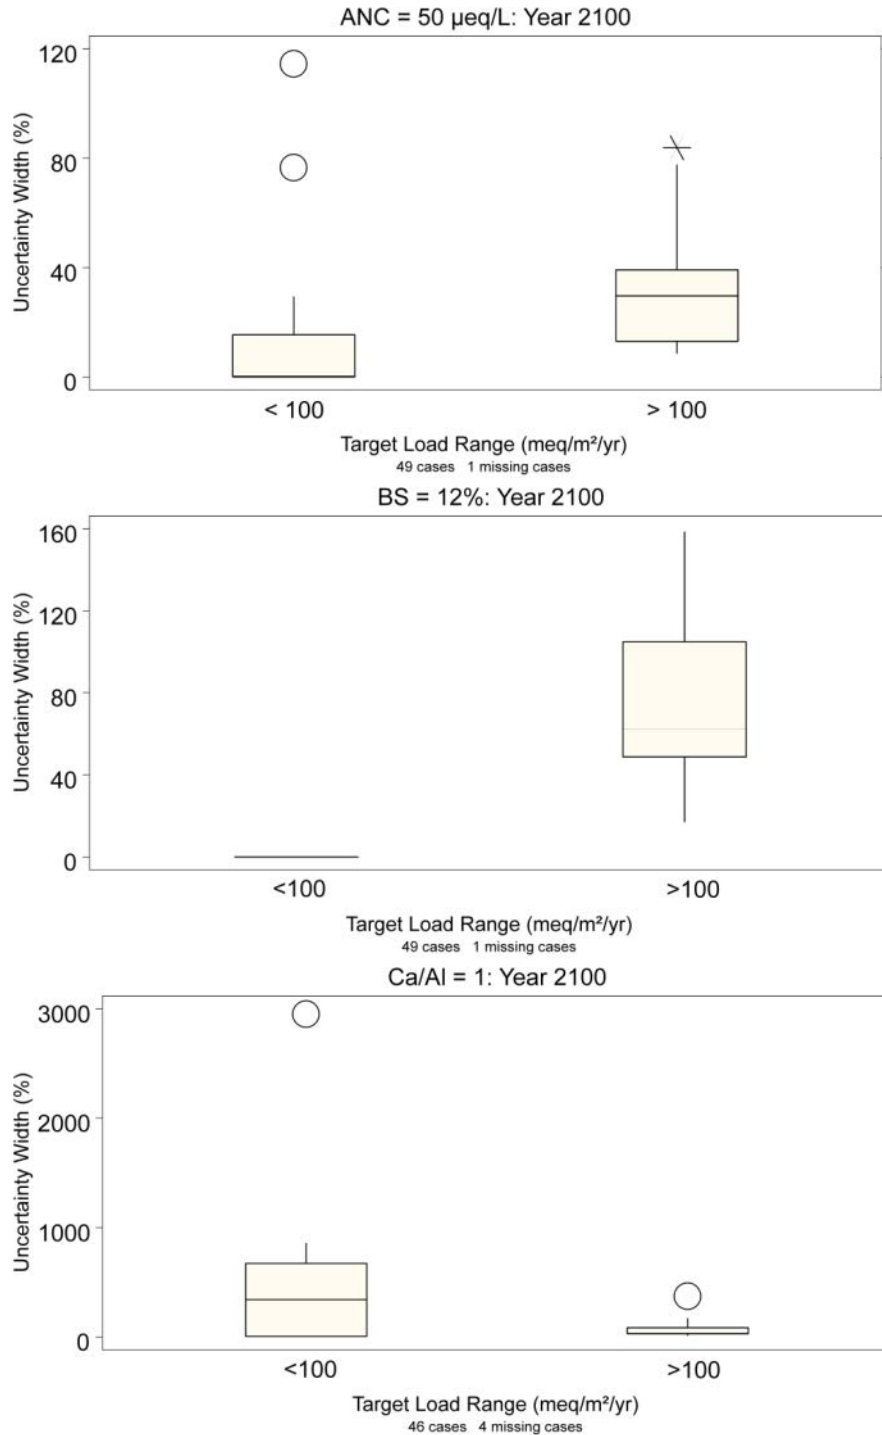 ANC = 50 µeq/L: Year 2100
120
80
40
0
Uncertainty Width (%)
< 100
> 100
Target Load Range (meq/m²/yr)
49 cases 1 missing cases
BS = 12%: Year 2100
160
120
80
40
0
Uncertainty Width (%)
<100
>100
Target Load Range (meq/m²/yr)
49 cases 1 missing cases
Ca/Al = 1: Year 2100
3000
2000
1000
0
Uncertainty Width (%)
<100
>100
Target Load Range (meq/m²/yr)
46 cases 4 missing cases